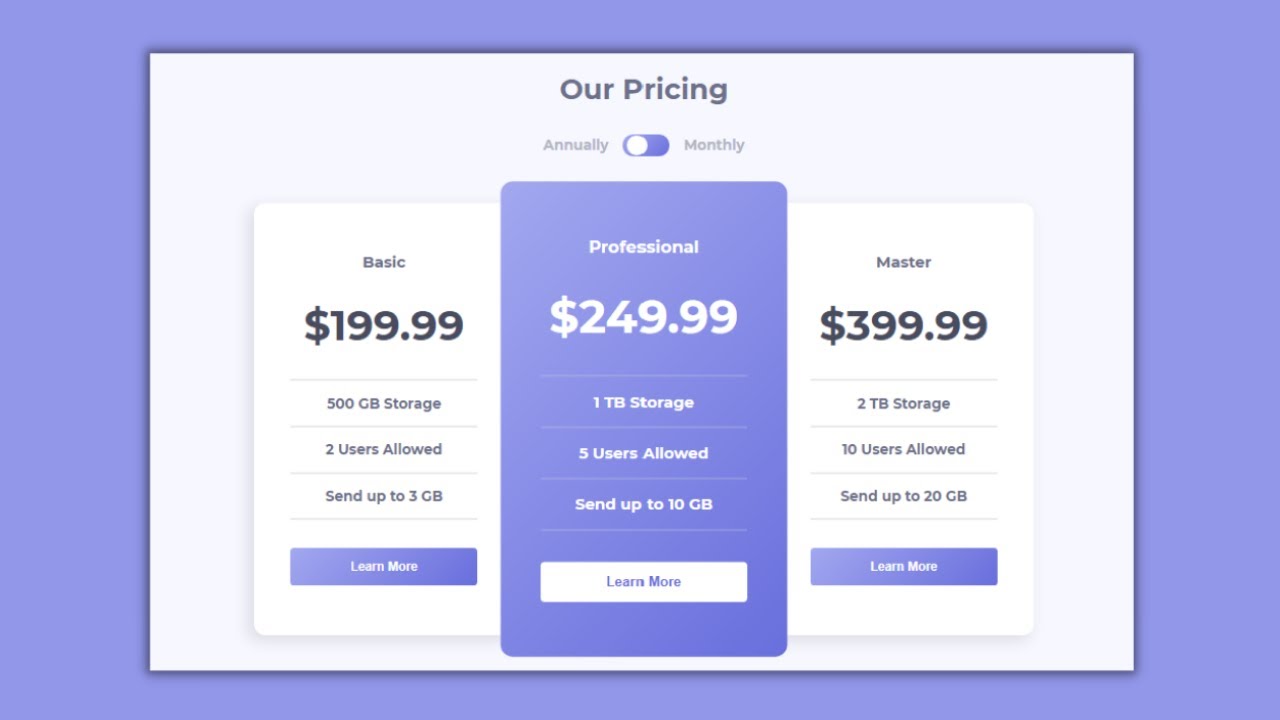 Our Pricing
Annually
Monthly
Basic
$199.99
500 GB Storage
2 Users Allowed
Send up to 3 GB
Learn More
Professional
$249.99
1 TB Storage
5 Users Allowed
Send up to 10 GB
Learn More
Master
$399.99
2 TB Storage
10 Users Allowed
Send up to 20 GB
Learn More